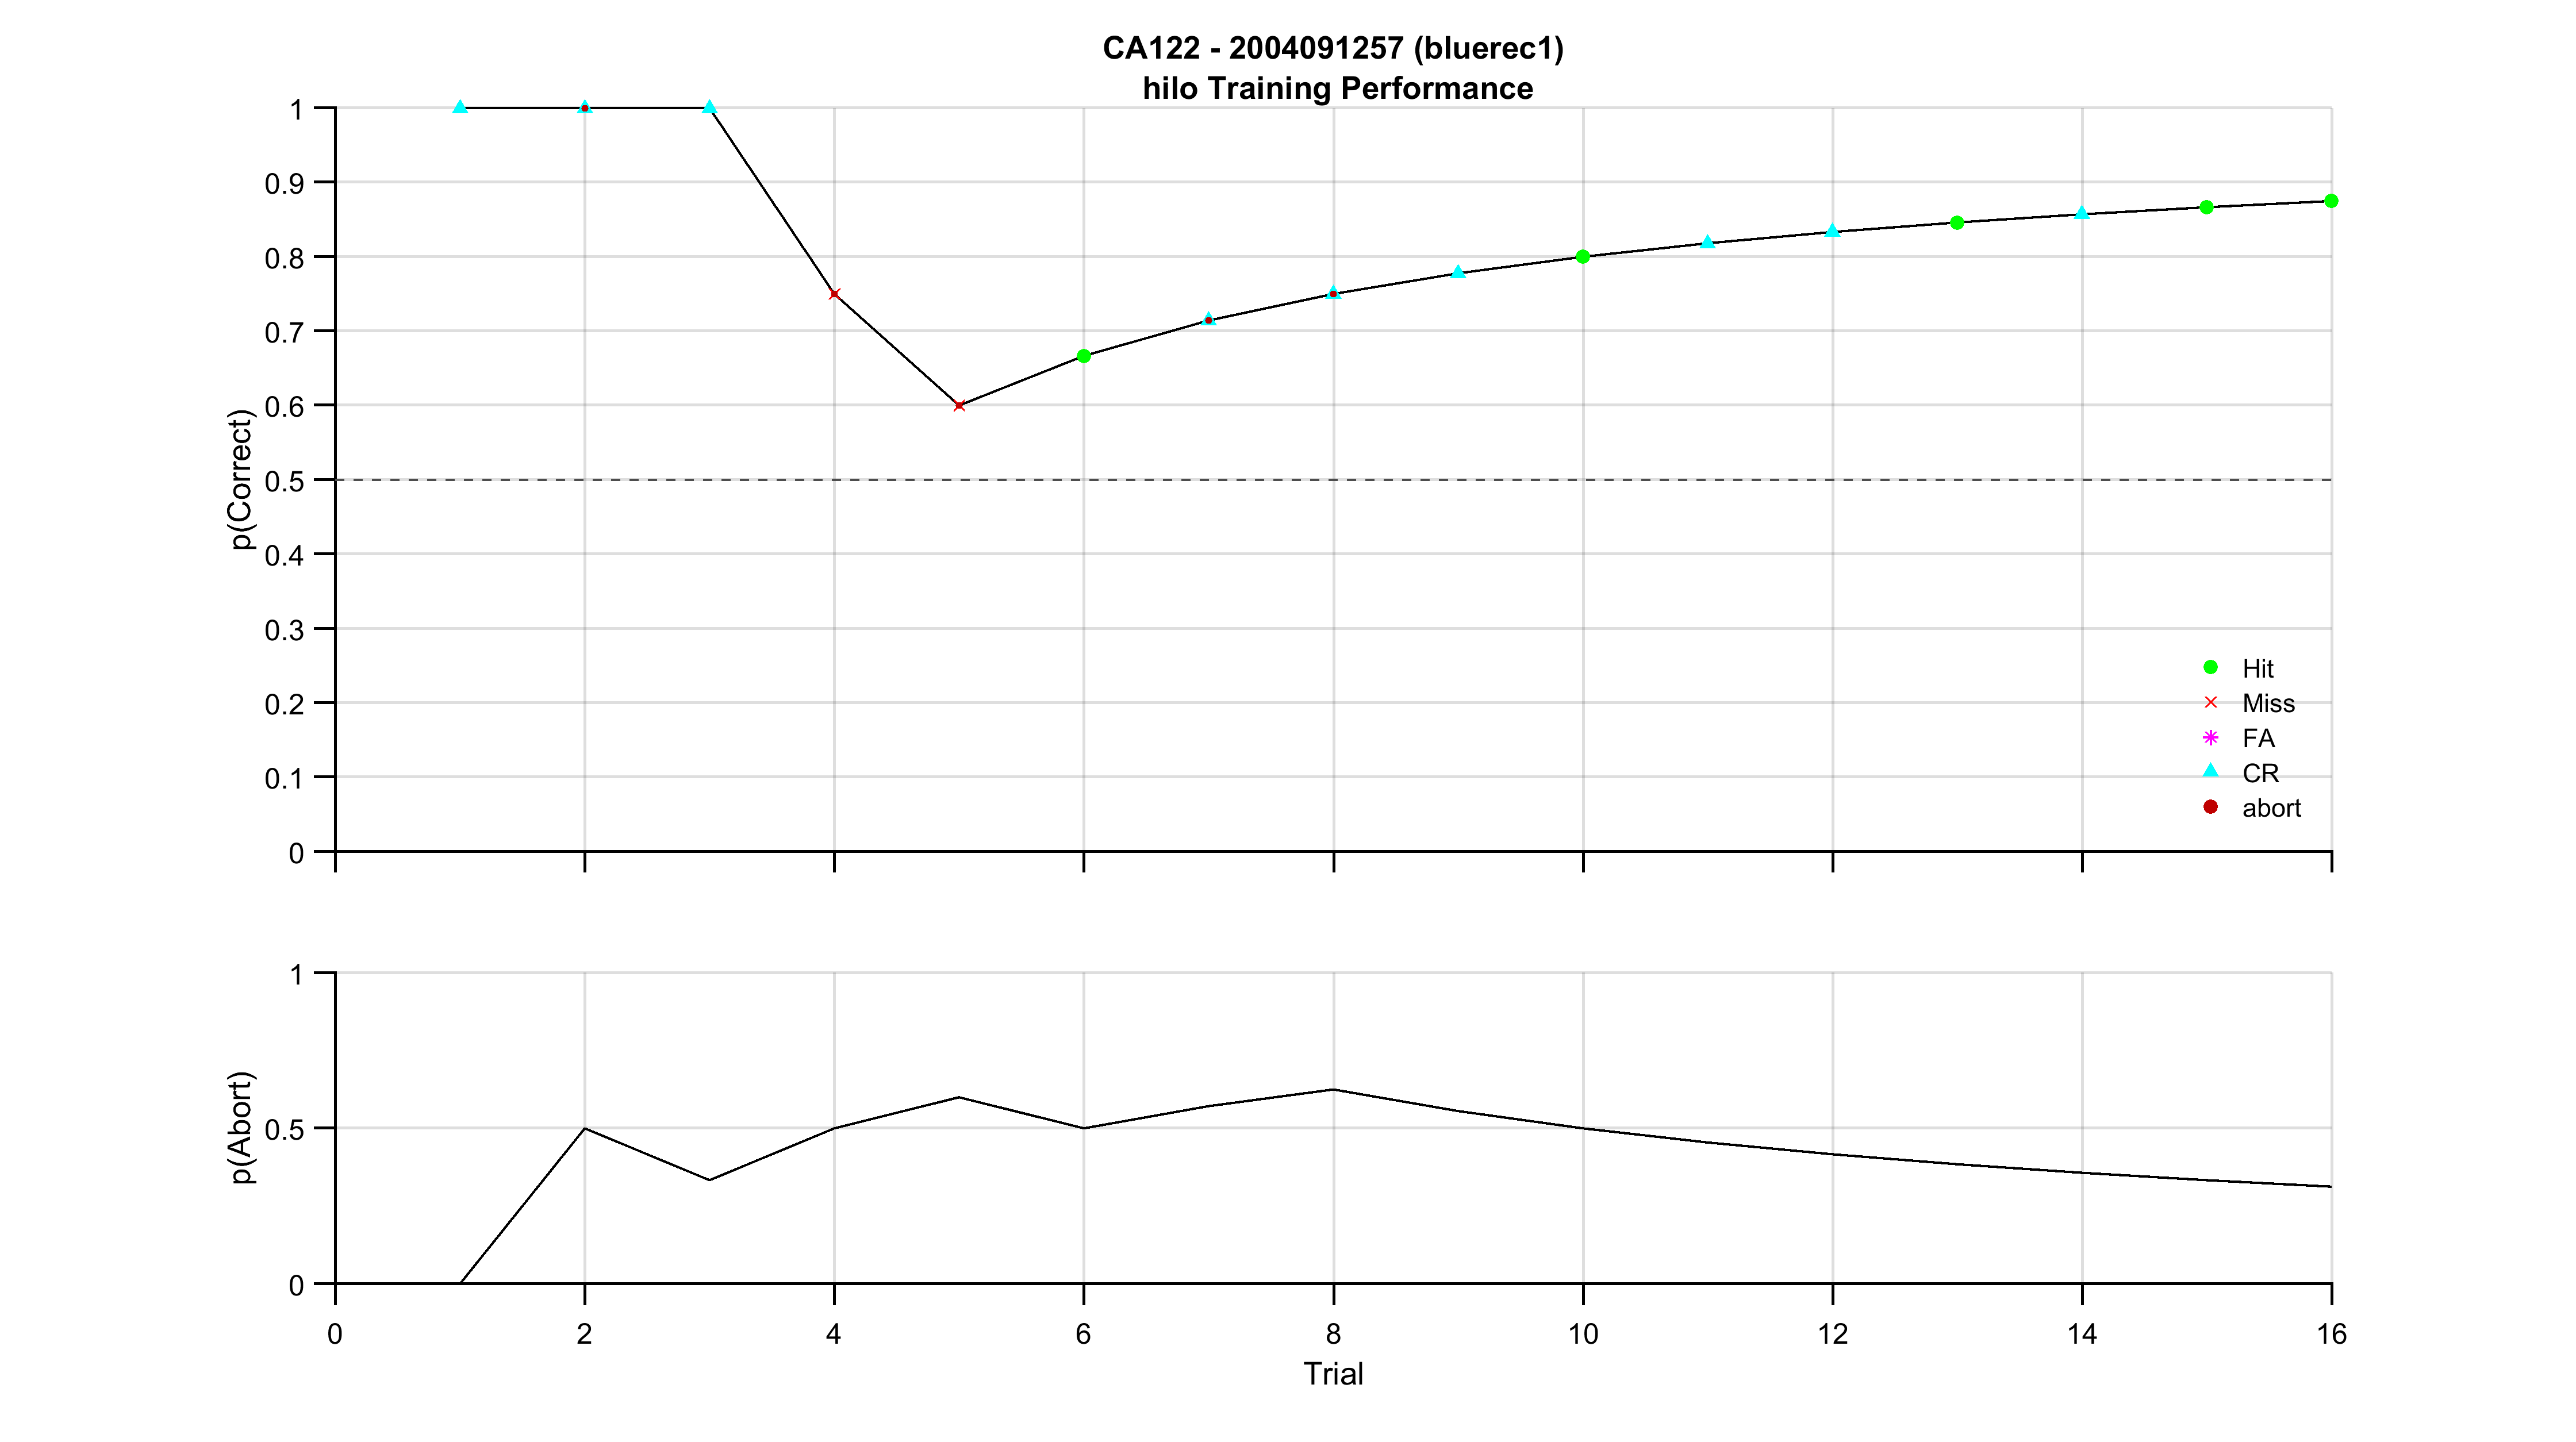 CA122 - 2004091257 (bluerec1)
hilo Training Performance
1
0.9
0.8
0.7
0.6
0.5
0.4
0.3
0.2
0.1
0
p(Correct)
Hit
Miss
FA
CR
abort
1
0.5
0
p(Abort)
0 2 4 6 8 10 12 14 16
Trial